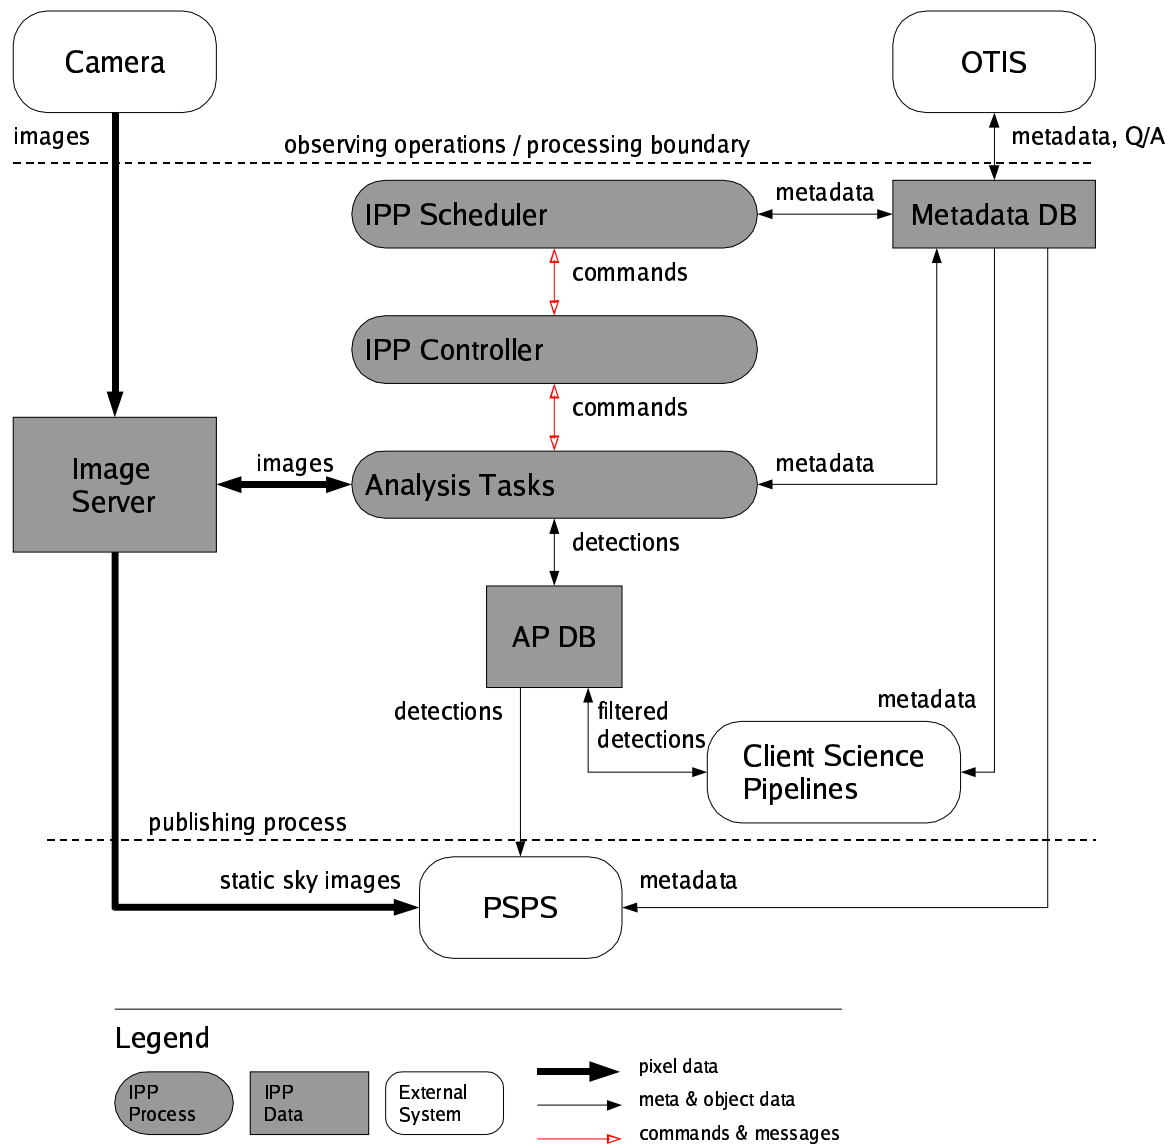 Camera
OTIS
images
metadata, Q/A
observing operations / processing boundary
IPP Scheduler
metadata
Metadata DB
commands
IPP Controller
commands
Image
Server
images
Analysis Tasks
metadata
detections
AP DB
detections
filtered
detections
metadata
Client Science
Pipelines
publishing process
static sky images
PSPS
metadata
Legend
IPP
Process
IPP
Data
External
System
pixel data
meta & object data
commands & messages